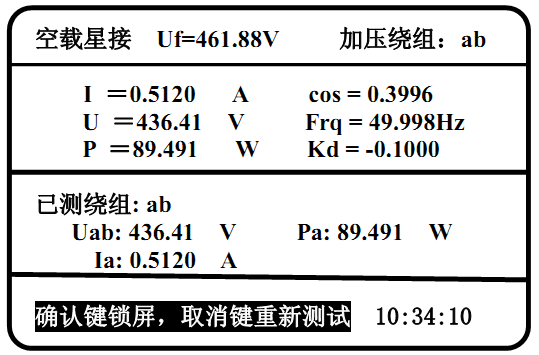 空载星接 Uf=461.88V 加压绕组：ab
I ＝0.5120 A cos = 0.3996
U ＝436.41 V Frq = 49.998Hz
P ＝89.491 W Kd = -0.1000
已测绕组: ab
Uab: 436.41 V Pa: 89.491 W
Ia: 0.5120 A
确认键锁屏，取消键重新测试 10:34:10